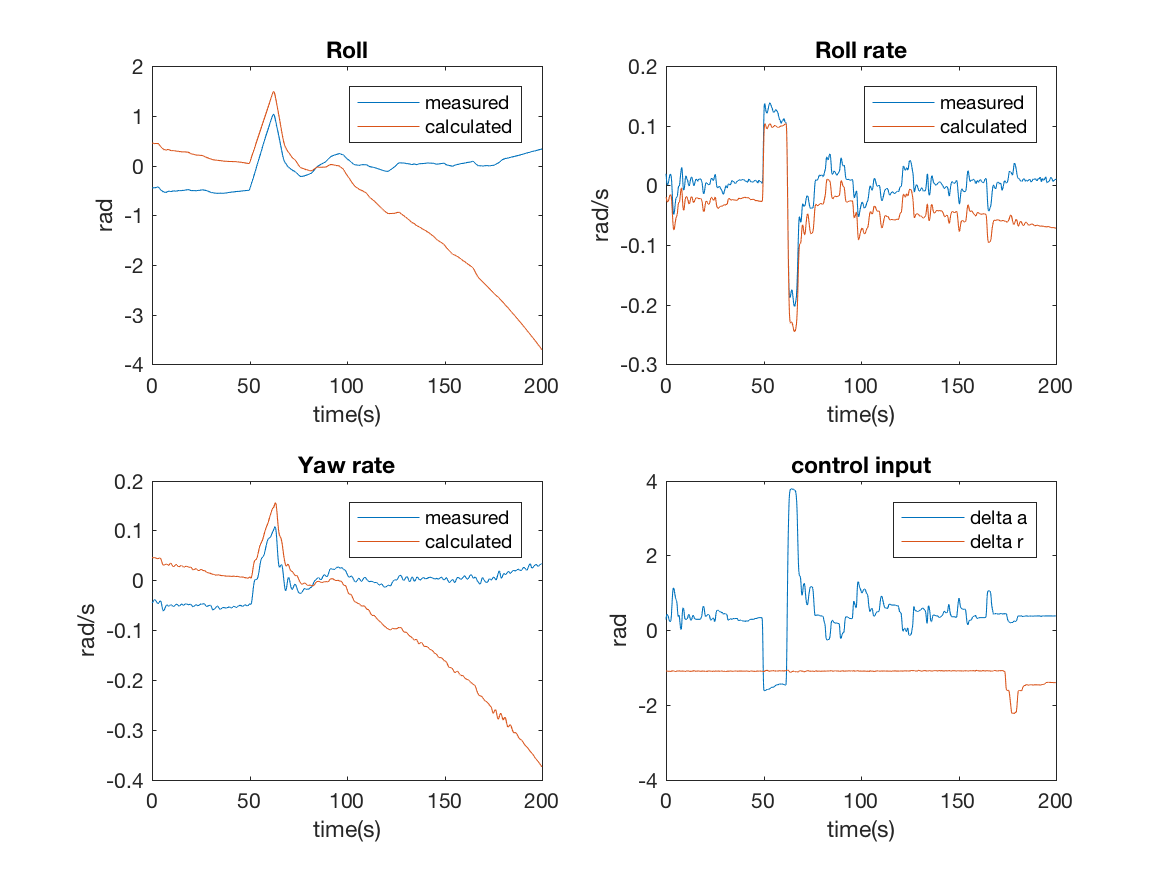 Roll
2
1
0
-1
-2
-3
-4
rad
measured
calculated
0 50 100 150 200
time(s)
Roll rate
0.2
0.1
0
-0.1
-0.2
-0.3
rad/s
measured
calculated
0 50 100 150 200
time(s)
Yaw rate
0.2
0.1
0
-0.1
-0.2
-0.3
-0.4
rad/s
measured
calculated
0 50 100 150 200
time(s)
control input
4
2
0
-2
-4
rad
delta a
delta r
0 50 100 150 200
time(s)